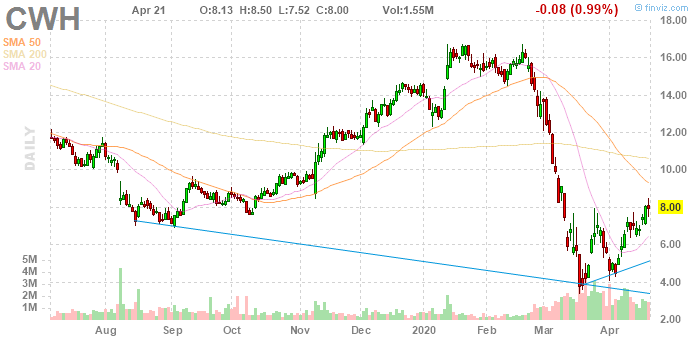 CWH Apr 21 O:8.13 H:8.50 L:7.52 C:8.00 Vol:1.55M -0.08 (0.99%) © finviz.com
SMA 50
SMA 200
SMA 20
DAILY
18.00
16.00
14.00
12.00
10.00
8.00
6.00
4.00
2.00
5M
4M
3M
2M
1M
Aug Sep Oct Nov Dec 2020 Feb Mar Apr